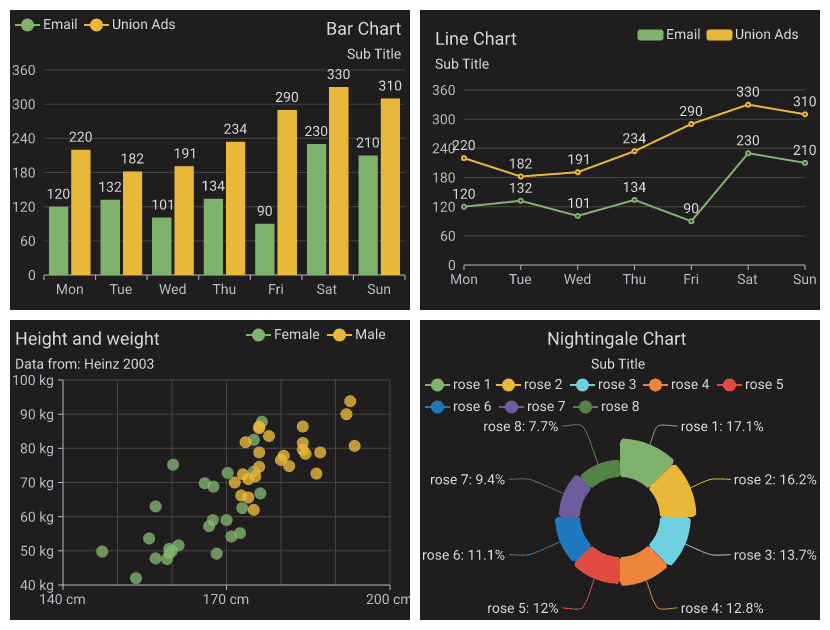 Email Union Ads
Bar Chart
Sub Title
360
300
240
180
120
60
0
120 220 132 182 101 191 134 234 90 290 230 330 210 310
Mon Tue Wed Thu Fri Sat Sun
Line Chart
Sub Title
Email Union Ads
360
300
240
180
120
60
0
220 182 191 234 290 330 310
120 132 101 134 90 230 210
Mon Tue Wed Thu Fri Sat Sun
Height and weight
Data from: Heinz 2003
Female Male
100 kg
90 kg
80 kg
70 kg
60 kg
50 kg
40 kg
140 cm 170 cm 200 cm
Nightingale Chart
Sub Title
rose 1 rose 2 rose 3 rose 4 rose 5
rose 6 rose 7 rose 8
rose 8: 7.7% rose 1: 17.1%
rose 7: 9.4% rose 2: 16.2%
rose 6: 11.1% rose 3: 13.7%
rose 5: 12% rose 4: 12.8%